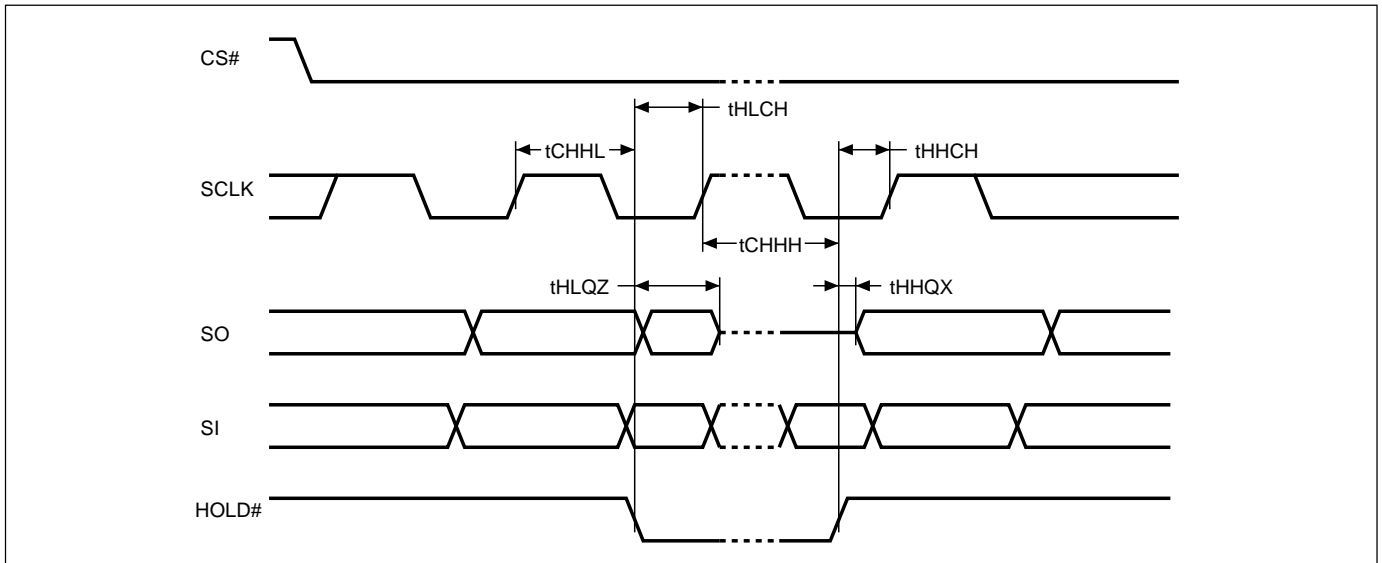 CS#
tHLCH
tCHHL
tHHCH
SCLK
tCHHH
tHLQZ
tHHQX
SO
SI
HOLD#